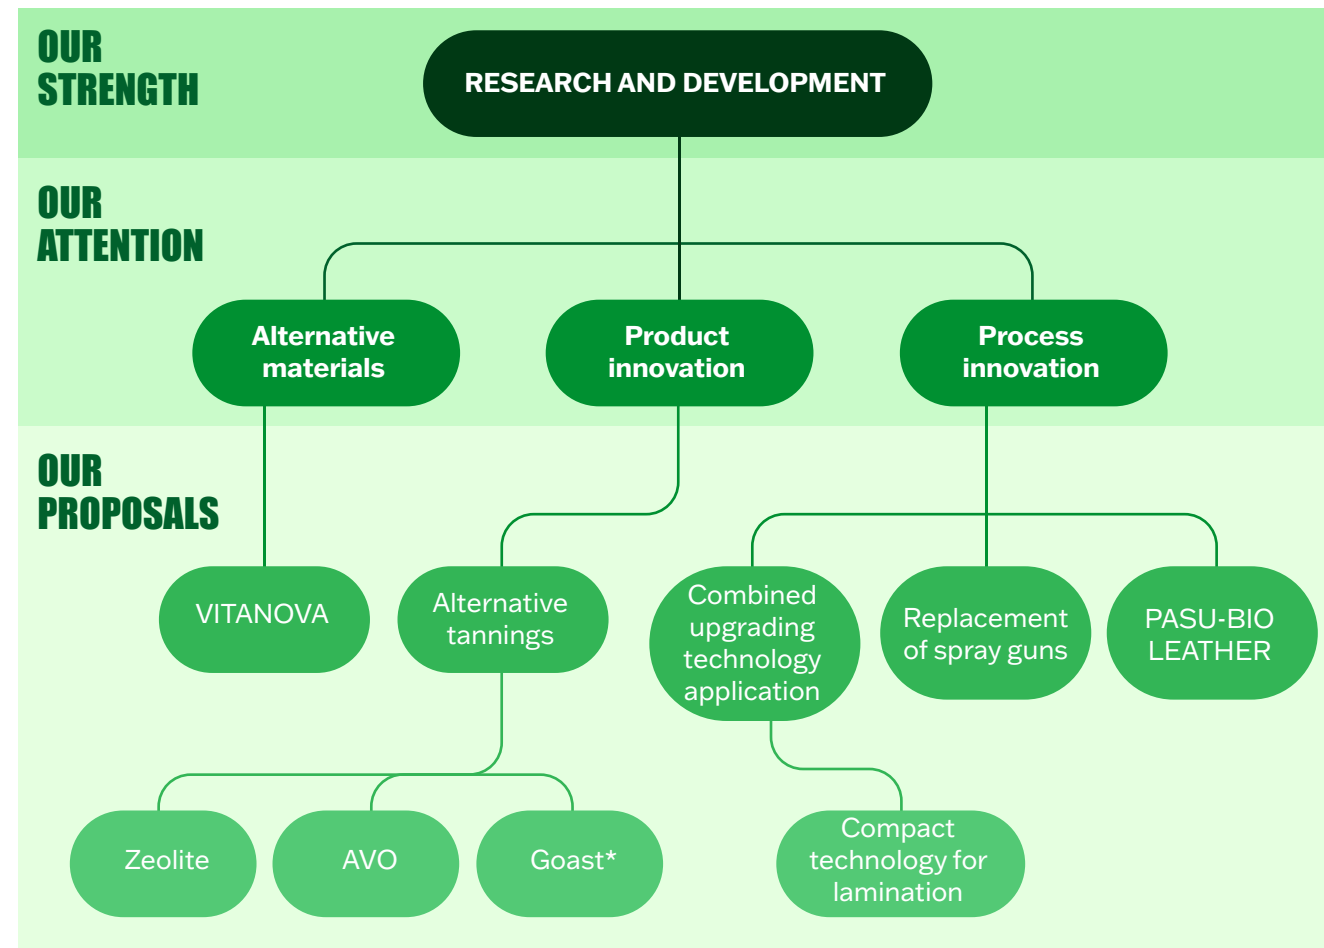 OUR
STRENGTH
RESEARCH AND DEVELOPMENT
OUR
ATTENTION
Alternative
materials
Product
innovation
Process
innovation
OUR
PROPOSALS
VITANOVA
Alternative
tannings
Combined
upgrading
technology
application
Replacement
of spray guns
PASU-BIO
LEATHER
Zeolite
AVO
Goast*
Compact
technology for
lamination